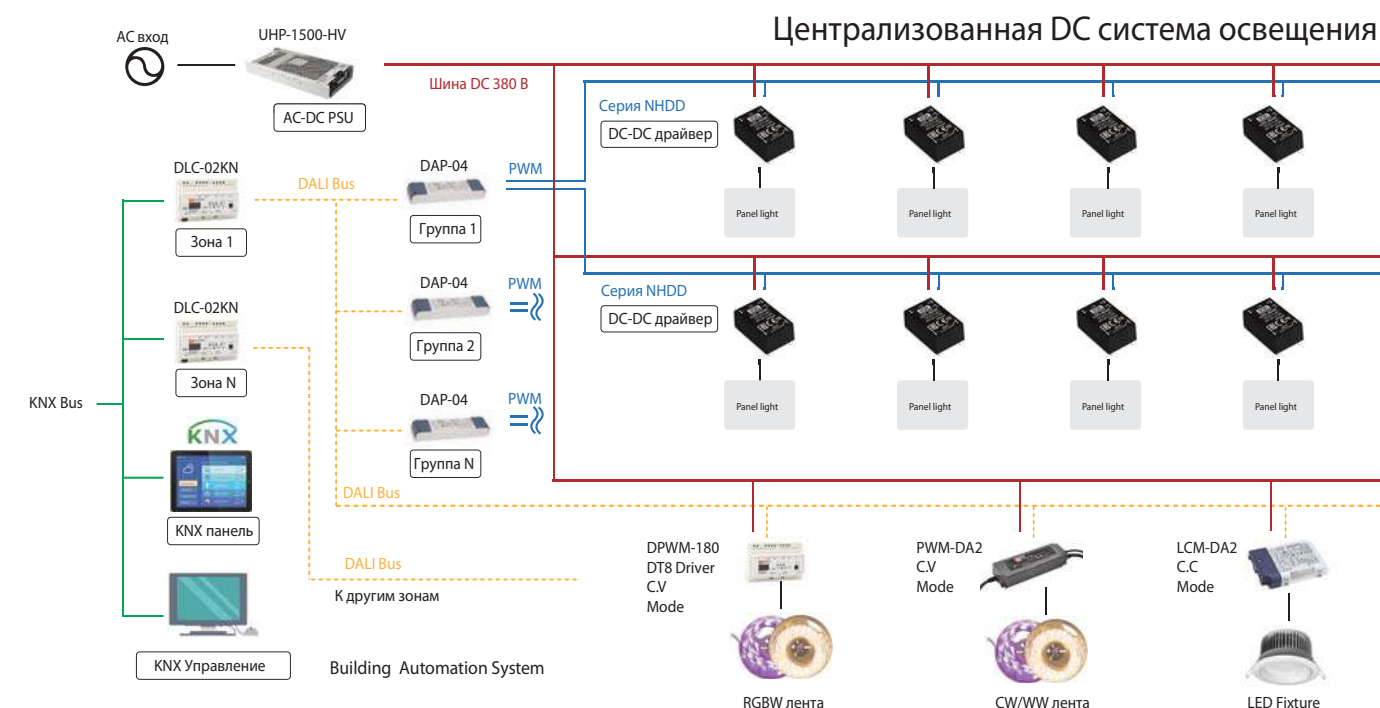 Централизованная DC система освещения
AC вход
UHP-1500-HV
Шина DC 380 В
AC-DC PSU
Серия NHDD
DC-DC драйвер
DLC-02KN
DALI Bus
DAP-04
PWM
Зона 1
Группа 1
Panel light
Panel light
Panel light
Panel light
DAP-04
PWM
Серия NHDD
DC-DC драйвер
DLC-02KN
Группа 2
Зона N
DAP-04
PWM
KNX Bus
Panel light
Panel light
Panel light
Panel light
KNX
Группа N
DALI Bus
KNX панель
DPWM-180
DT8 Driver
C.V
Mode
PWM-DA2
C.V
Mode
LCM-DA2
C.C
Mode
DALI Bus
К другим зонам
KNX Управление
Building Automation System
RGBW лента
CW/WW лента
LED Fixture